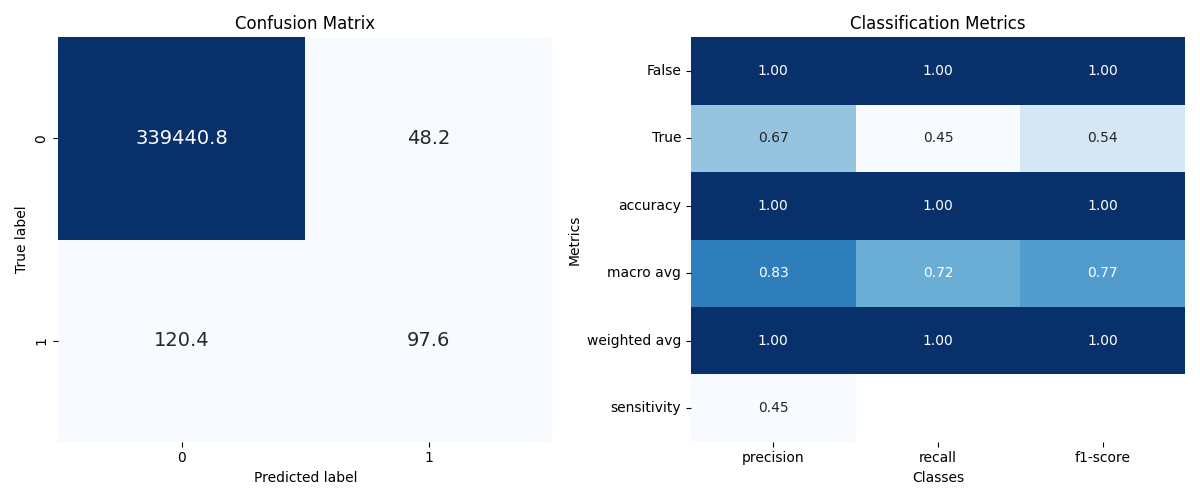 Confusion Matrix
0
339440.8 48.2
True label
1
120.4 97.6
0 1
Predicted label
Classification Metrics
False 1.00 1.00 1.00
True 0.67 0.45 0.54
accuracy 1.00 1.00 1.00
Metrics
macro avg 0.83 0.72 0.77
weighted avg 1.00 1.00 1.00
sensitivity 0.45
precision recall f1-score
Classes